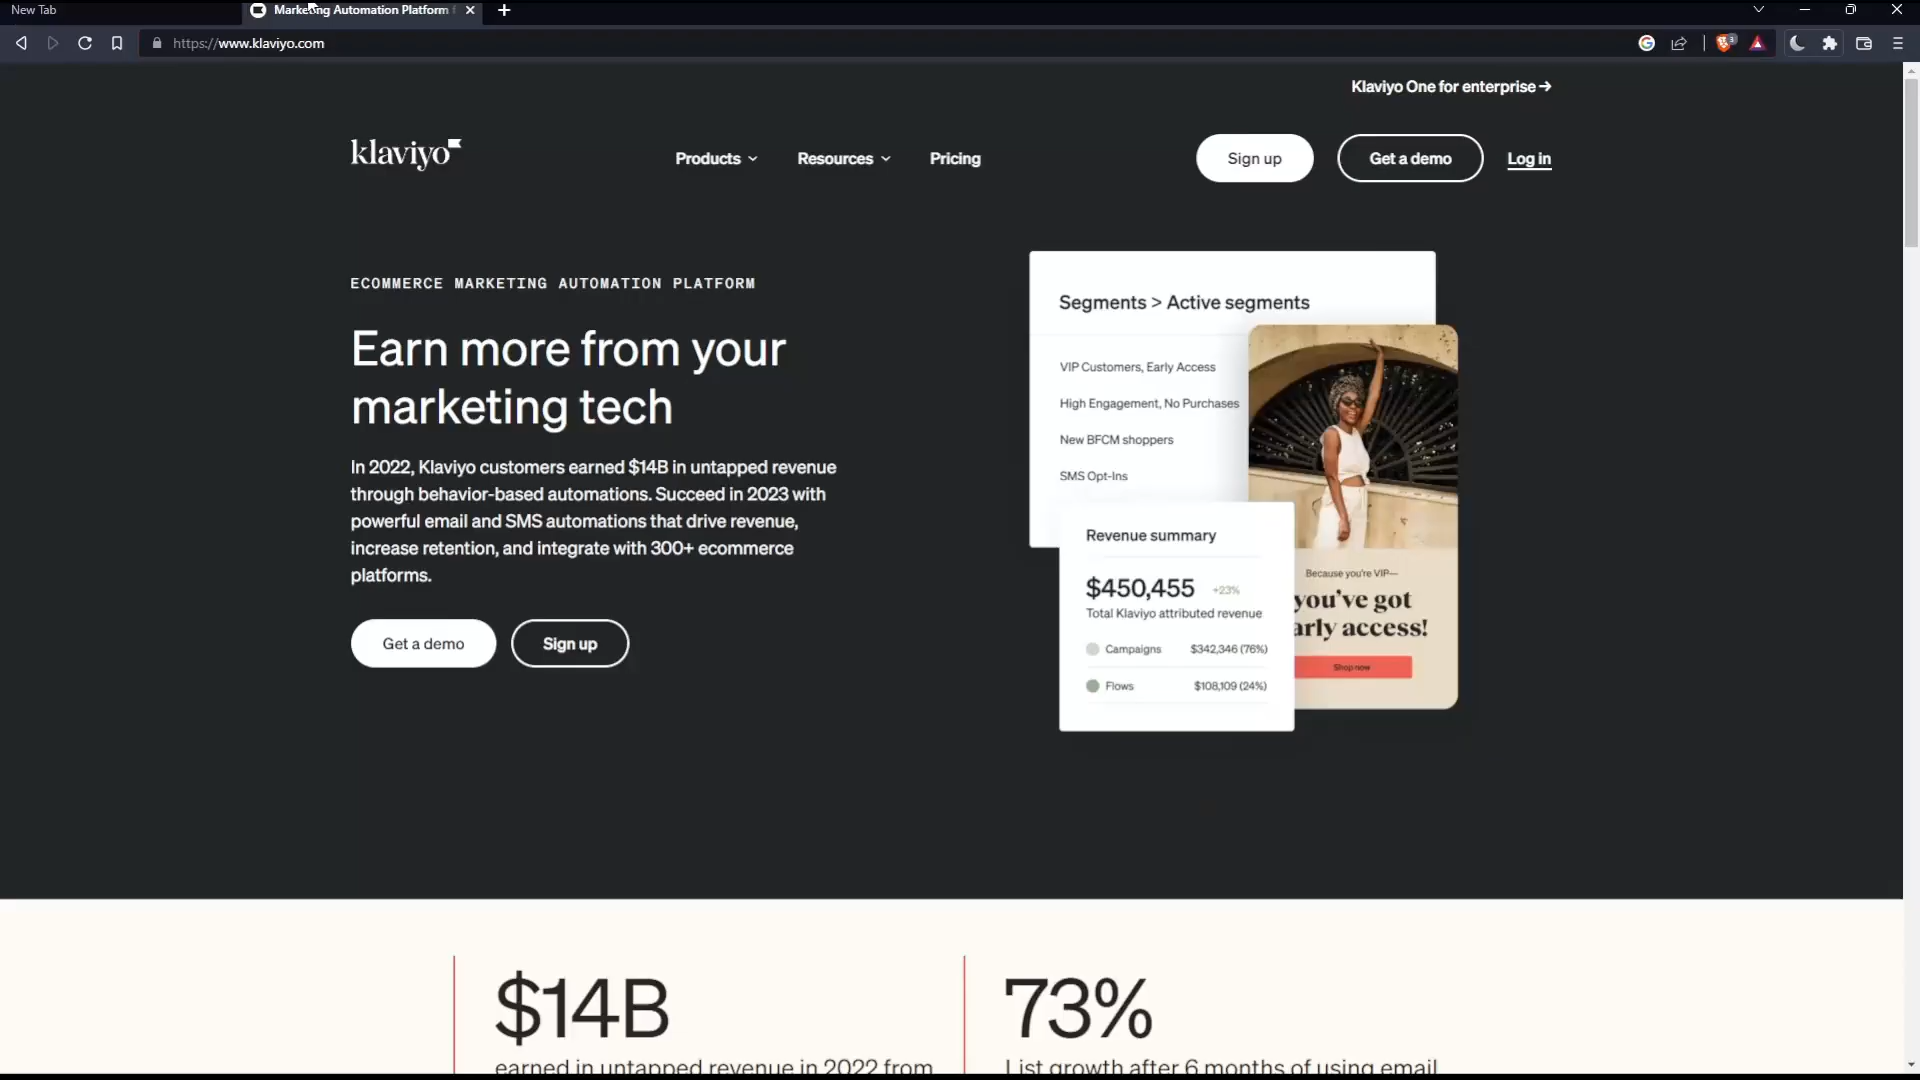 New Tab
Marketing Automation Platform
https://www.klaviyo.com
Klaviyo One for enterprise →
klaviyo
Products
Resources
Pricing
Sign up
Get a demo
Log in
ECOMMERCE MARKETING AUTOMATION PLATFORM
Earn more from your
marketing tech
In 2022, Klaviyo customers earned $14B in untapped revenue
through behavior-based automations. Succeed in 2023 with
powerful email and SMS automations that drive revenue,
increase retention, and integrate with 300+ ecommerce
platforms.
Get a demo
Sign up
Segments > Active segments
VIP Customers, Early Access
High Engagement, No Purchases
New BFCM shoppers
SMS Opt-Ins
Revenue summary
$450,455 +23%
Total Klaviyo attributed revenue
Campaigns $342,346 (76%)
Flows $108,109 (24%)
Because you're VIP—
you've got
arly access!
Shop now
$14B
earned in untapped revenue in 2022 from
73%
List growth after 6 months of using email